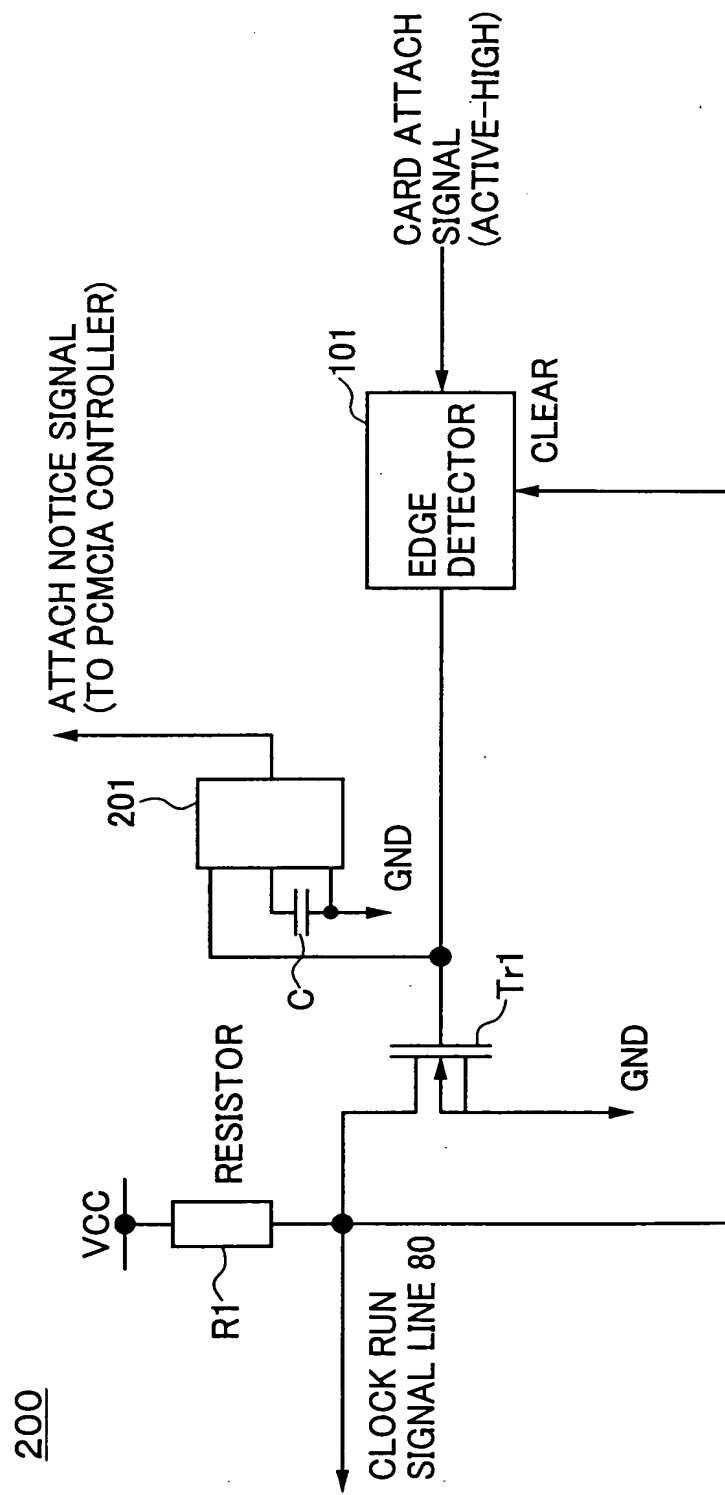 200
VCC
R1
RESISTOR
CLOCK RUN
SIGNAL LINE 80
C
GND
201
ATTACH NOTICE SIGNAL
(TO PCMCIA CONTROLLER)
Tr1
GND
EDGE
DETECTOR
101
CLEAR
CARD ATTACH
SIGNAL
(ACTIVE-HIGH)